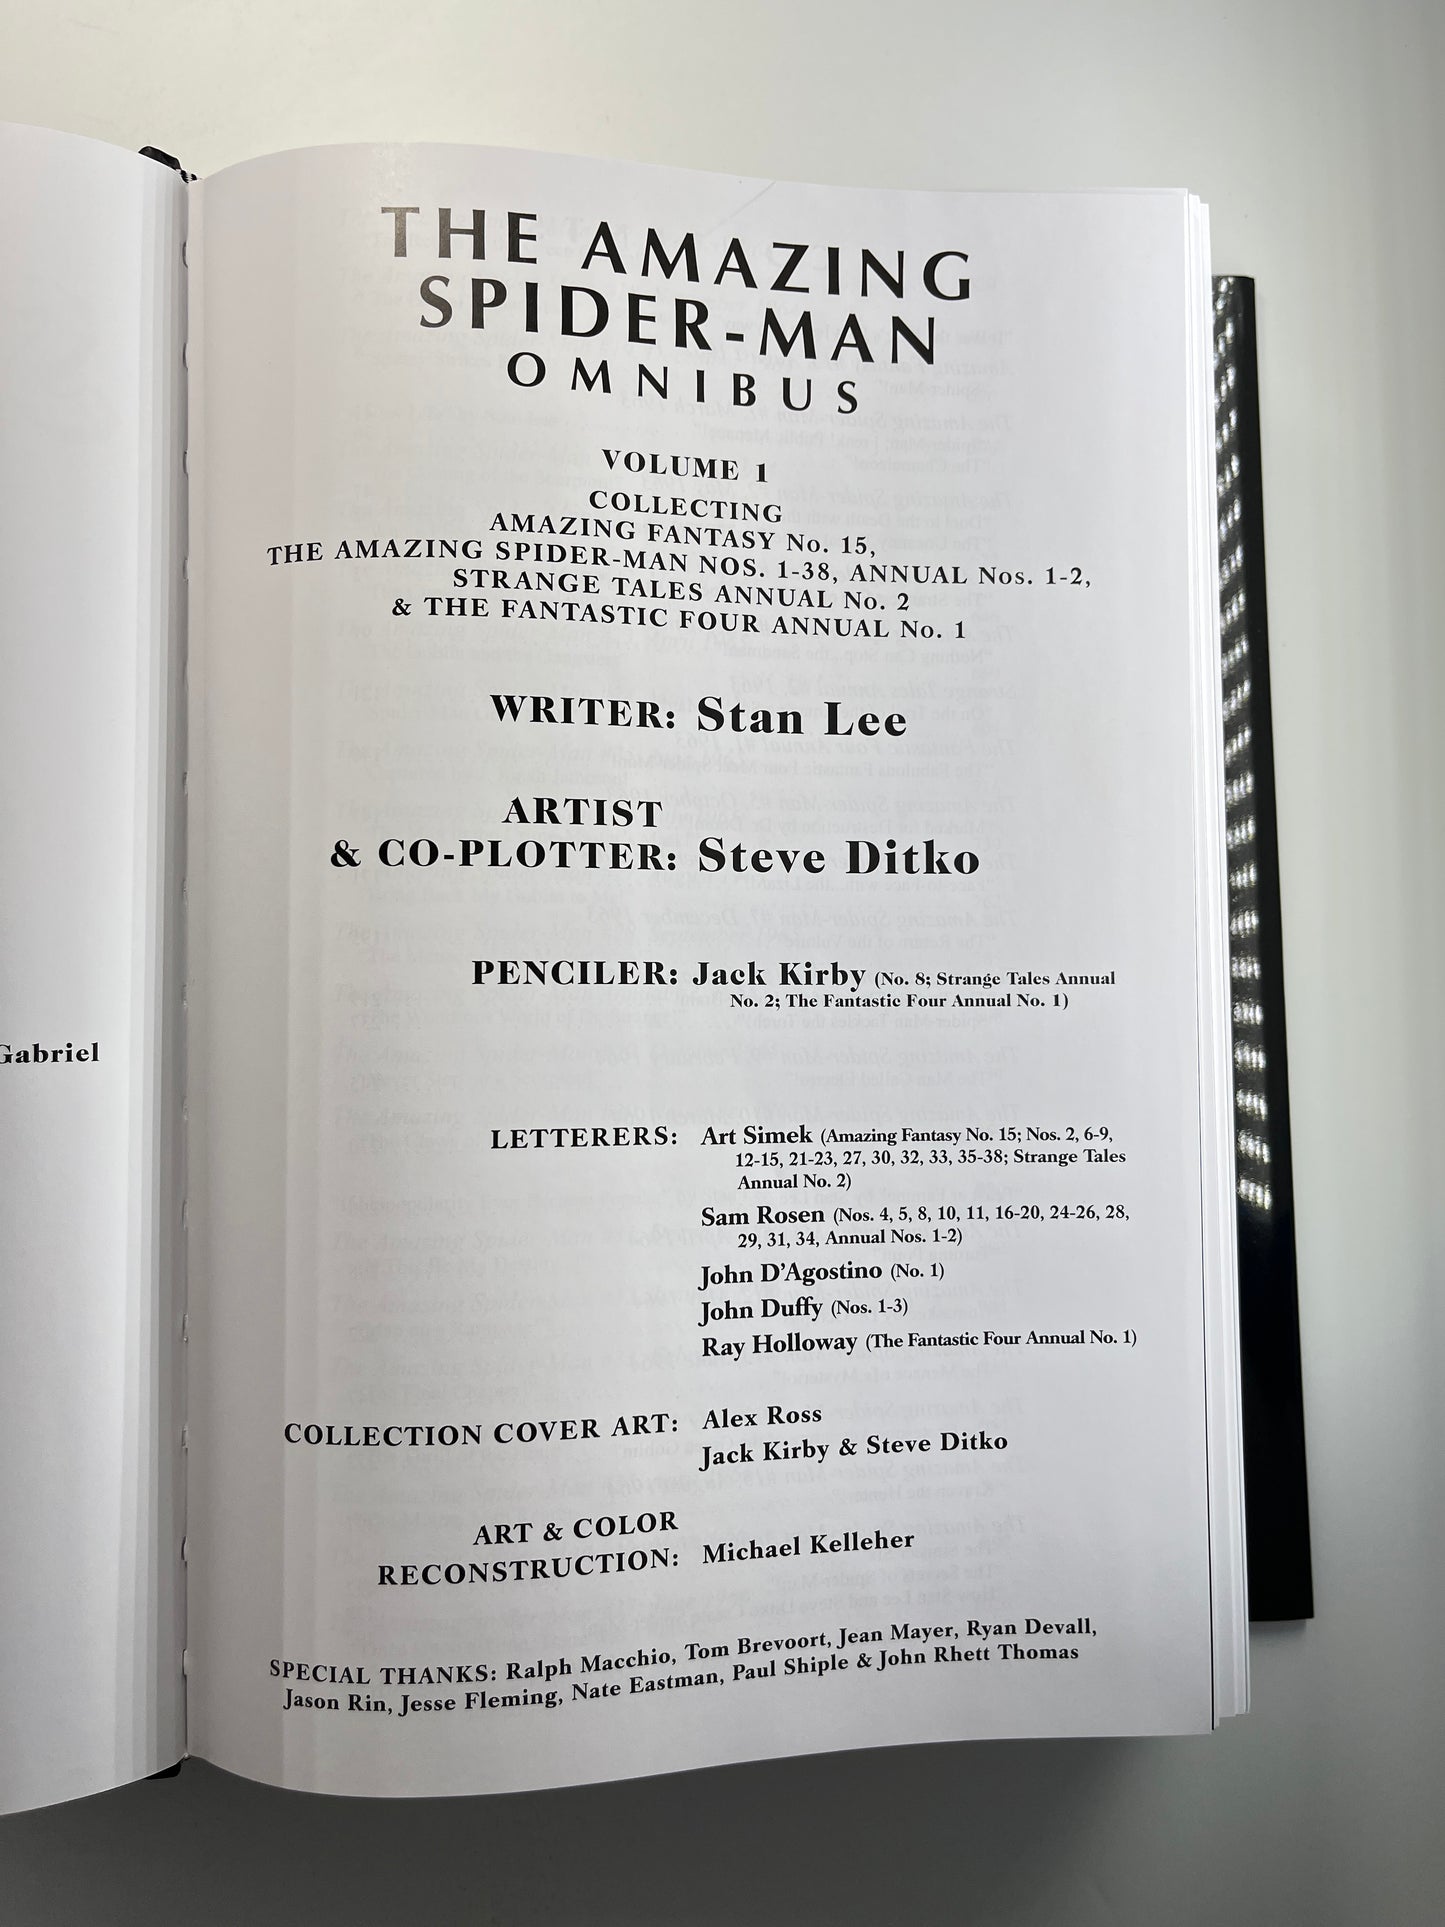 THE AMAZING
SPIDER-MAN
OMNIBUS
VOLUME 1
COLLECTING
AMAZING FANTASY No. 15,
THE AMAZING SPIDER-MAN NOS. 1-38, ANNUAL Nos. 1-2,
STRANGE TALES ANNUAL No. 2
& THE FANTASTIC FOUR ANNUAL No. 1
WRITER: Stan Lee
ARTIST
& CO-PLOTTER: Steve Ditko
PENCILER: Jack Kirby (No. 8; Strange Tales Annual
No. 2; The Fantastic Four Annual No. 1)
Gabriel
LETTERERS: Art Simek (Amazing Fantasy No. 15; Nos. 2, 6-9,
12-15, 21-23, 27, 30, 32, 33, 35-38; Strange Tales
Annual No. 2)
Sam Rosen (Nos. 4, 5, 8, 10, 11, 16-20, 24-26, 28,
29, 31, 34, Annual Nos. 1-2)
John D'Agostino (No. 1)
John Duffy (Nos. 1-3)
Ray Holloway (The Fantastic Four Annual No. 1)
COLLECTION COVER ART: Alex Ross
Jack Kirby & Steve Ditko
ART & COLOR
RECONSTRUCTION: Michael Kelleher
SPECIAL THANKS: Ralph Macchio, Tom Brevoort, Jean Mayer, Ryan Devall,
Jason Rin, Jesse Fleming, Nate Eastman, Paul Shiple & John Rhett Thomas